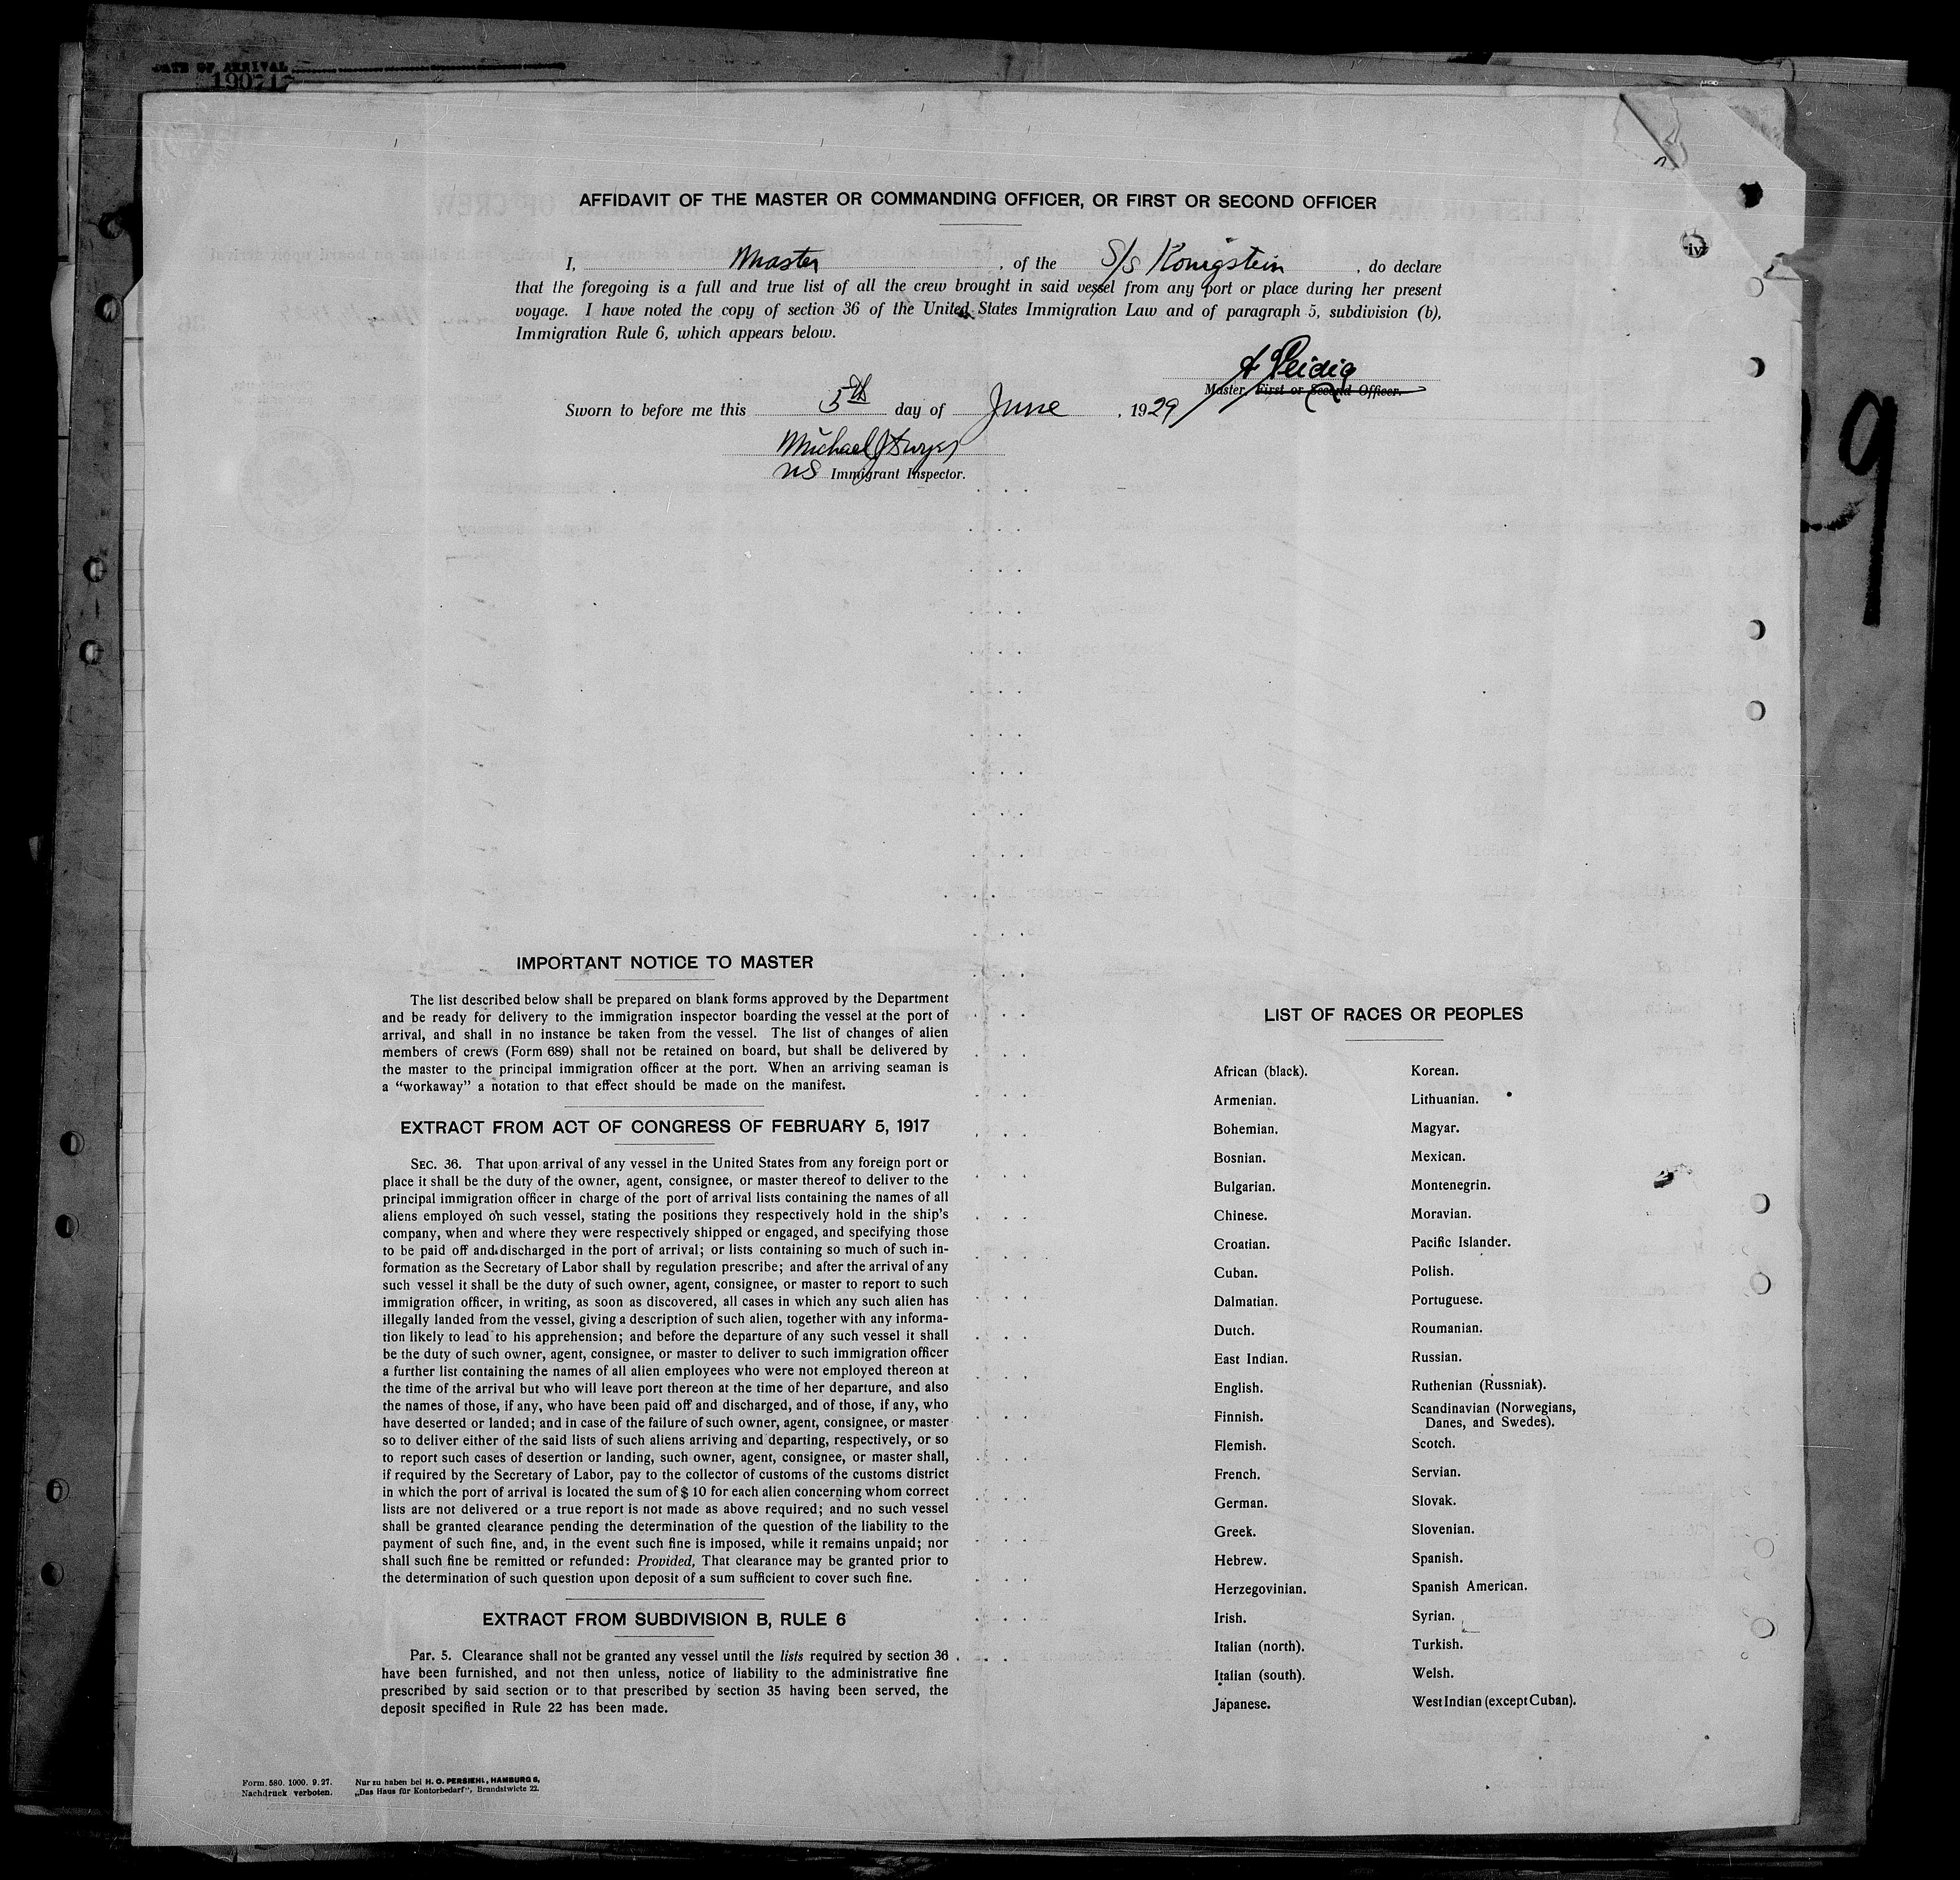 DATE OF ARRIVAL
190717
AFFIDAVIT OF THE MASTER OR COMMANDING OFFICER, OR FIRST OR SECOND OFFICER
I, Master, of the S/S Königstein, do declare
that the foregoing is a full and true list of all the crew brought in said vessel from any port or place during her present
voyage. I have noted the copy of section 36 of the United States Immigration Law and of paragraph 5, subdivision (b),
Immigration Rule 6, which appears below.
Master, First or Second Officer.
Sworn to before me this 5th day of June, 1929
Michael
US Immigrant Inspector.
IMPORTANT NOTICE TO MASTER
The list described below shall be prepared on blank forms approved by the Department
and be ready for delivery to the immigration inspector boarding the vessel at the port of
arrival, and shall in no instance be taken from the vessel. The list of changes of alien
members of crews (Form 689) shall not be retained on board, but shall be delivered by
the master to the principal immigration officer at the port. When an arriving seaman is
a “workaway” a notation to that effect should be made on the manifest.
EXTRACT FROM ACT OF CONGRESS OF FEBRUARY 5, 1917
SEC. 36. That upon arrival of any vessel in the United States from any foreign port or
place it shall be the duty of the owner, agent, consignee, or master thereof to deliver to the
principal immigration officer in charge of the port of arrival lists containing the names of all
aliens employed on such vessel, stating the positions they respectively hold in the ship's
company, when and where they were respectively shipped or engaged, and specifying those
to be paid off and discharged in the port of arrival; or lists containing so much of such in-
formation as the Secretary of Labor shall by regulation prescribe; and after the arrival of any
such vessel it shall be the duty of such owner, agent, consignee, or master to report to such
immigration officer, in writing, as soon as discovered, all cases in which any such alien has
illegally landed from the vessel, giving a description of such alien, together with any informa-
tion likely to lead to his apprehension; and before the departure of any such vessel it shall
be the duty of such owner, agent, consignee, or master to deliver to such immigration officer
a further list containing the names of all alien employees who were not employed thereon at
the time of the arrival but who will leave port thereon at the time of her departure, and also
the names of those, if any, who have been paid off and discharged, and of those, if any, who
have deserted or landed; and in case of the failure of such owner, agent, consignee, or master
so to deliver either of the said lists of such aliens arriving and departing, respectively, or so
to report such cases of desertion or landing, such owner, agent, consignee, or master shall,
if required by the Secretary of Labor, pay to the collector of customs of the customs district
in which the port of arrival is located the sum of $ 10 for each alien concerning whom correct
lists are not delivered or a true report is not made as above required; and no such vessel
shall be granted clearance pending the determination of the question of the liability to the
payment of such fine, and, in the event such fine is imposed, while it remains unpaid; nor
shall such fine be remitted or refunded: Provided, That clearance may be granted prior to
the determination of such question upon deposit of a sum sufficient to cover such fine.
EXTRACT FROM SUBDIVISION B, RULE 6
Par. 5. Clearance shall not be granted any vessel until the lists required by section 36
have been furnished, and not then unless, notice of liability to the administrative fine
prescribed by said section or to that prescribed by section 35 having been served, the
deposit specified in Rule 22 has been made.
LIST OF RACES OR PEOPLES
African (black).
Armenian.
Bohemian.
Bosnian.
Bulgarian.
Chinese.
Croatian.
Cuban.
Dalmatian.
Dutch.
East Indian.
English.
Finnish.
Flemish.
French.
German.
Greek.
Hebrew.
Herzegovinian.
Irish.
Italian (north).
Italian (south).
Japanese.
Korean.
Lithuanian.
Magyar.
Mexican.
Montenegrin.
Moravian.
Pacific Islander.
Polish.
Portuguese.
Roumanian.
Russian.
Ruthenian (Russniak).
Scandinavian (Norwegians,
Danes, and Swedes).
Scotch.
Servian.
Slovak.
Slovenian.
Spanish.
Spanish American.
Syrian.
Turkish.
Welsh.
West Indian (except Cuban).
Form. 580. 1000. 9. 27.
Nachdruck verboten.
Nur zu haben bei H. O. PERSIEHL, HAMBURG 8,
„Das Haus für Kontorbedarf“, Brandstwiete 22.